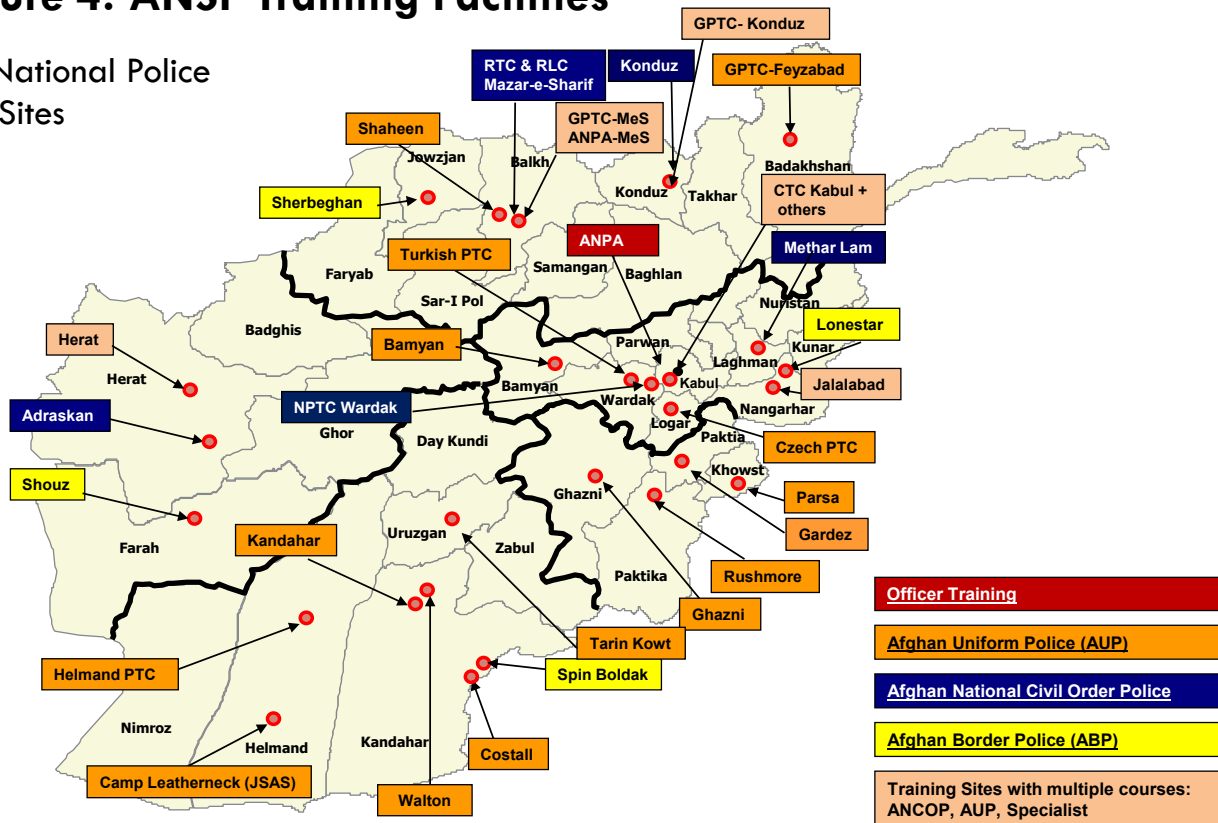 ure 4: ANSF Training Facilities
National Police
Sites
GPTC- Konduz
RTC & RLC
Mazar-e-Sharif
Konduz
GPTC-Feyzabad
GPTC-MeS
ANPA-MeS
Shaheen
Jowzjan
Balkh
Badakhshan
Konduz
Takhar
Sherbeghan
CTC Kabul +
others
Turkish PTC
ANPA
Methar Lam
Samangan
Baghlan
Faryab
Sar-I Pol
Nuristan
Badghis
Lonestar
Herat
Bamyan
Parwan
Kunar
Laghman
Herat
Bamyan
Kabul
Jalalabad
Wardak
Adraskan
NPTC Wardak
Nangarhar
Ghor
Logar
Paktia
Day Kundi
Czech PTC
Khowst
Shouz
Ghazni
Parsa
Uruzgan
Gardez
Kandahar
Farah
Zabul
Paktika
Rushmore
Officer Training
Ghazni
Tarin Kowt
Afghan Uniform Police (AUP)
Helmand PTC
Spin Boldak
Afghan National Civil Order Police
Nimroz
Helmand
Kandahar
Afghan Border Police (ABP)
Costall
Camp Leatherneck (JSAS)
Walton
Training Sites with multiple courses:
ANCOP, AUP, Specialist